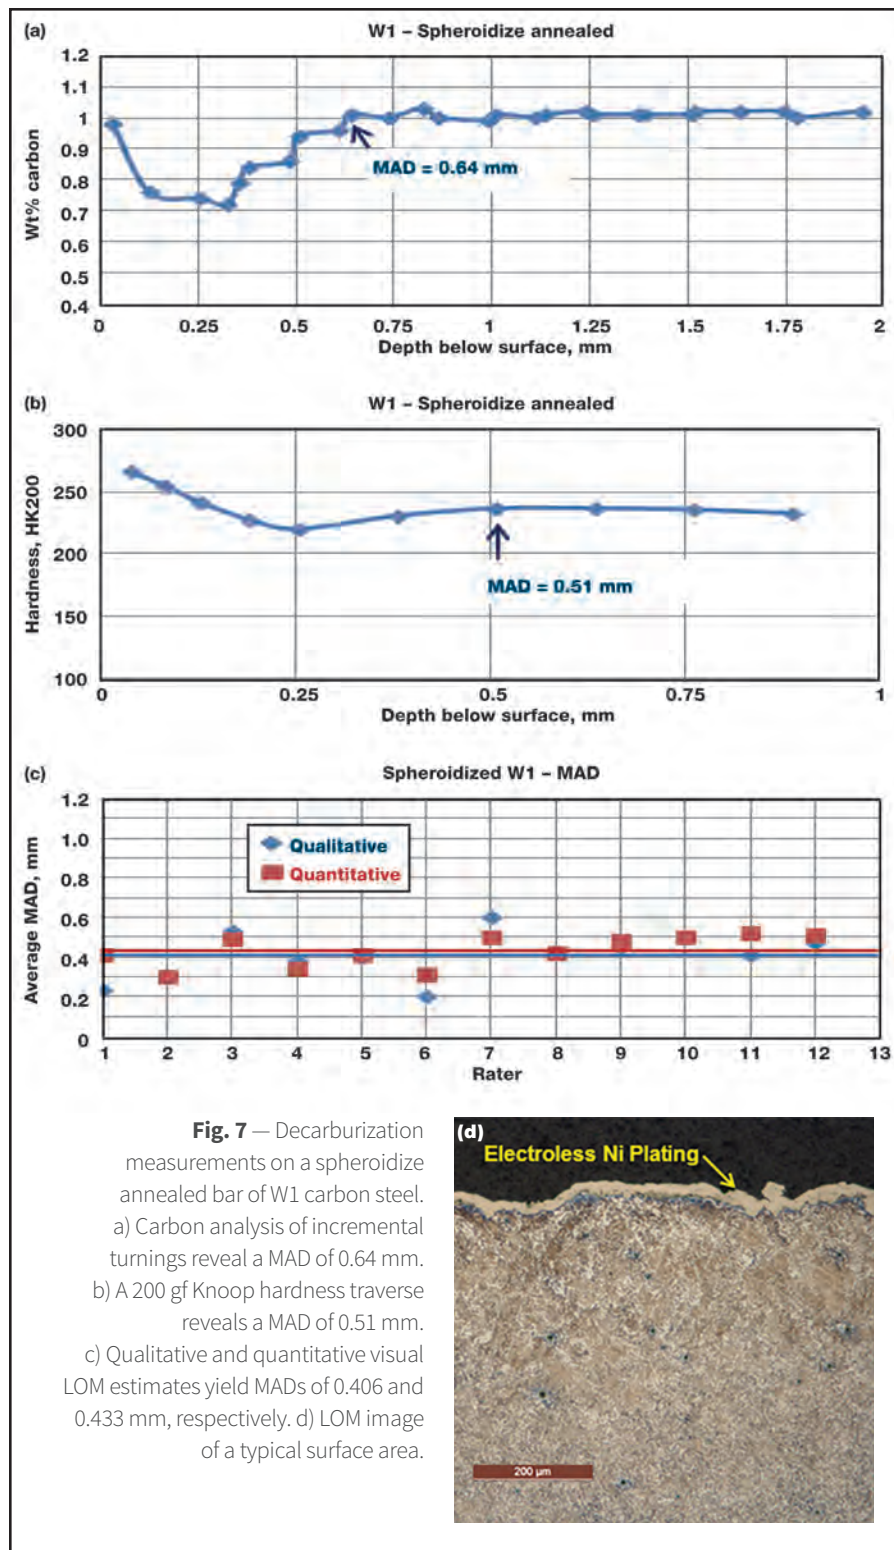 (a)
W1 – Spheroidize annealed
1.2
1.1
1
0.9
0.8
0.7
0.6
0.5
0.4
Wt% carbon
MAD = 0.64 mm
0 0.25 0.5 0.75 1 1.25 1.5 1.75 2
Depth below surface, mm
(b)
W1 – Spheroidize annealed
300
250
200
150
100
Hardness, HK200
MAD = 0.51 mm
0 0.25 0.5 0.75 1
Depth below surface, mm
(c)
Spheroidized W1 – MAD
1.2
1.0
0.8
0.6
0.4
0.2
0
Average MAD, mm
Qualitative
Quantitative
1 2 3 4 5 6 7 8 9 10 11 12 13
Rater
Fig. 7 — Decarburization
measurements on a spheroidize
annealed bar of W1 carbon steel.
a) Carbon analysis of incremental
turnings reveal a MAD of 0.64 mm.
b) A 200 gf Knoop hardness traverse
reveals a MAD of 0.51 mm.
c) Qualitative and quantitative visual
LOM estimates yield MADs of 0.406 and
0.433 mm, respectively. d) LOM image
of a typical surface area.
(d)
Electroless Ni Plating
200 µm